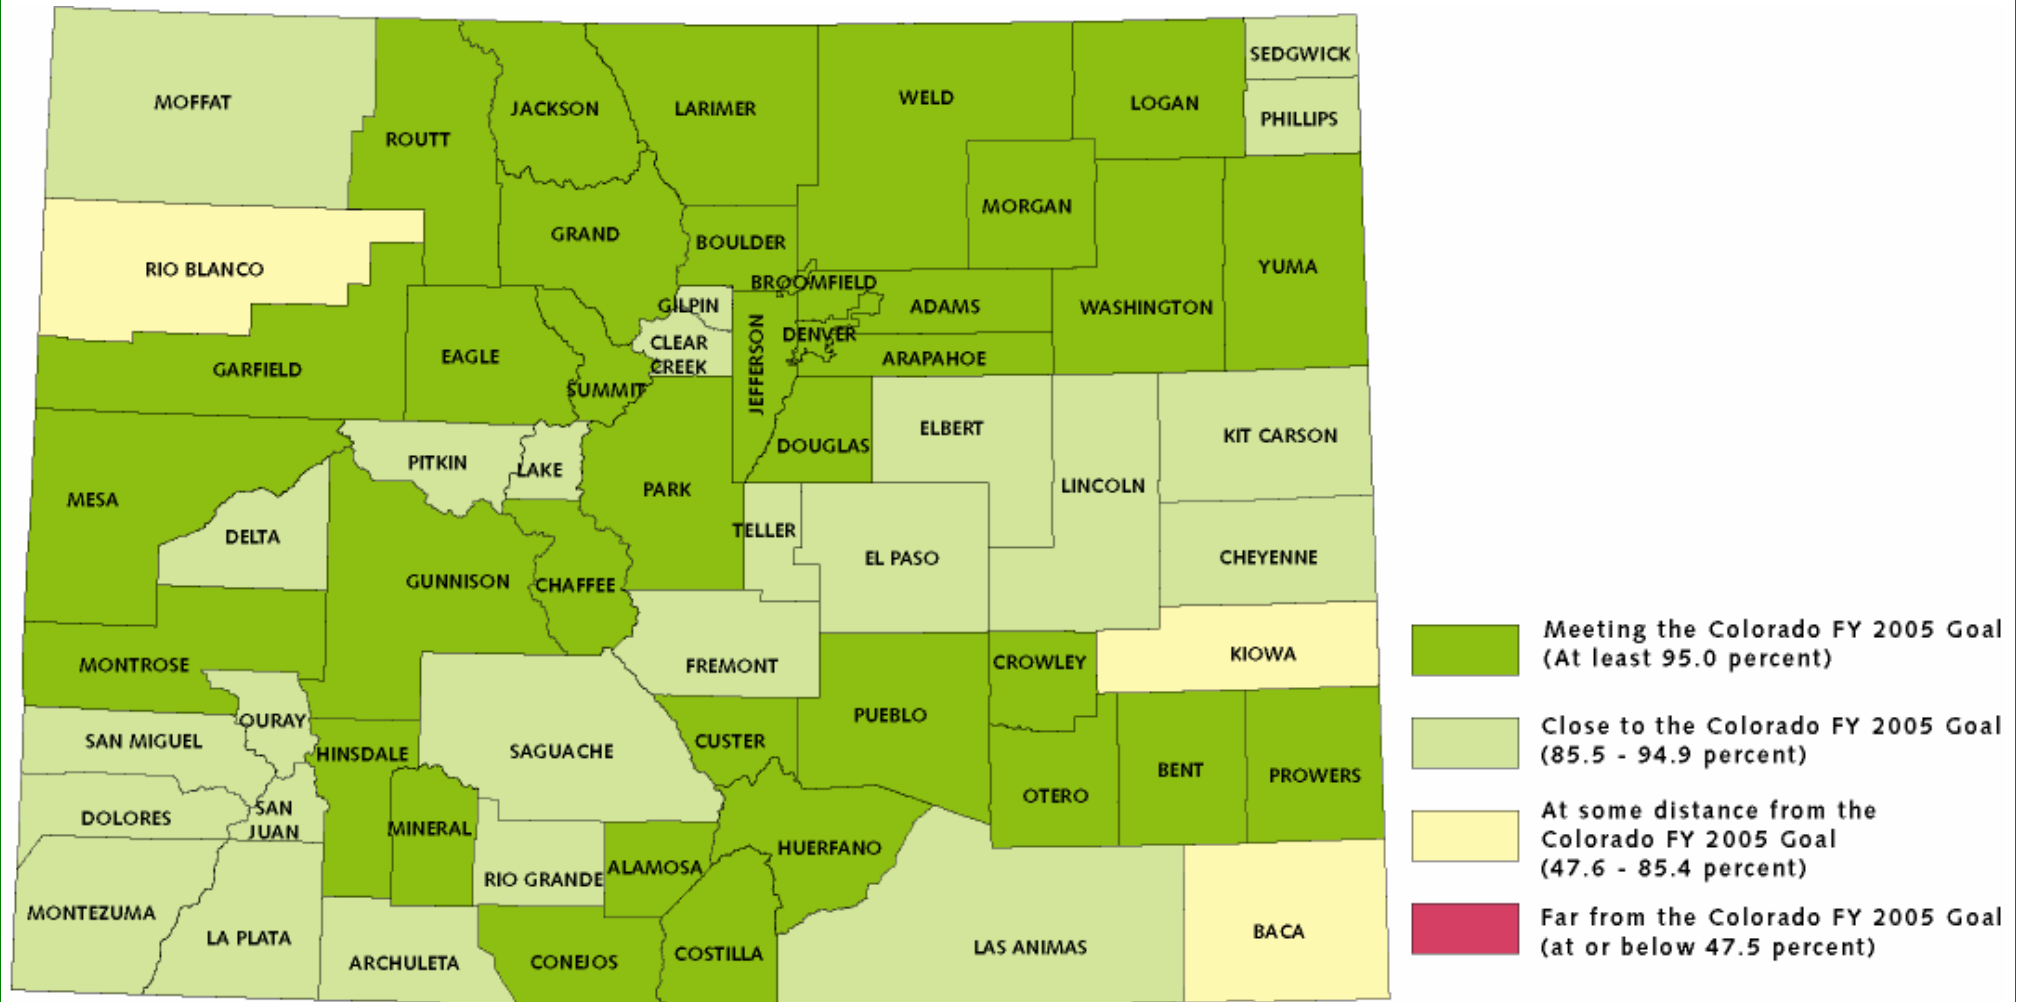 SEDGWICK
MOFFAT
JACKSON
LARIMER
WELD
LOGAN
PHILLIPS
ROUTT
MORGAN
GRAND
BOULDER
RIO BLANCO
YUMA
BROOMFIELD
GILPIN
ADAMS
WASHINGTON
DENVER
CLEAR
CREEK
JEFFERSON
EAGLE
ARAPAHOE
GARFIELD
SUMMIT
ELBERT
KIT CARSON
DOUGLAS
PITKIN
LAKE
PARK
LINCOLN
MESA
TELLER
DELTA
EL PASO
CHEYENNE
GUNNISON
CHAFFEE
MONTROSE
FREMONT
CROWLEY
KIOWA
OURAY
PUEBLO
SAN MIGUEL
CUSTER
HINSDALE
SAGUACHE
BENT
PROWERS
OTERO
DOLORES
SAN
JUAN
MINERAL
HUERFANO
ALAMOSA
RIO GRANDE
MONTEZUMA
LA PLATA
ARCHULETA
CONEJOS
COSTILLA
LAS ANIMAS
BACA
Meeting the Colorado FY 2005 Goal
(At least 95.0 percent)
Close to the Colorado FY 2005 Goal
(85.5 - 94.9 percent)
At some distance from the
Colorado FY 2005 Goal
(47.6 - 85.4 percent)
Far from the Colorado FY 2005 Goal
(at or below 47.5 percent)